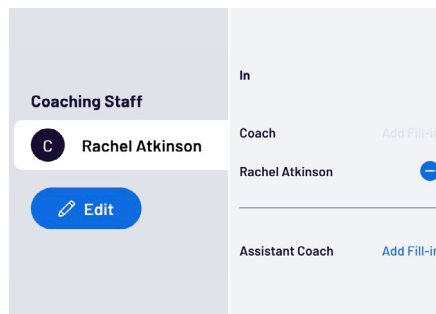 Coaching Staff
C Rachel Atkinson
Edit
In
Coach Add Fill-in
Rachel Atkinson
Assistant Coach Add Fill-in